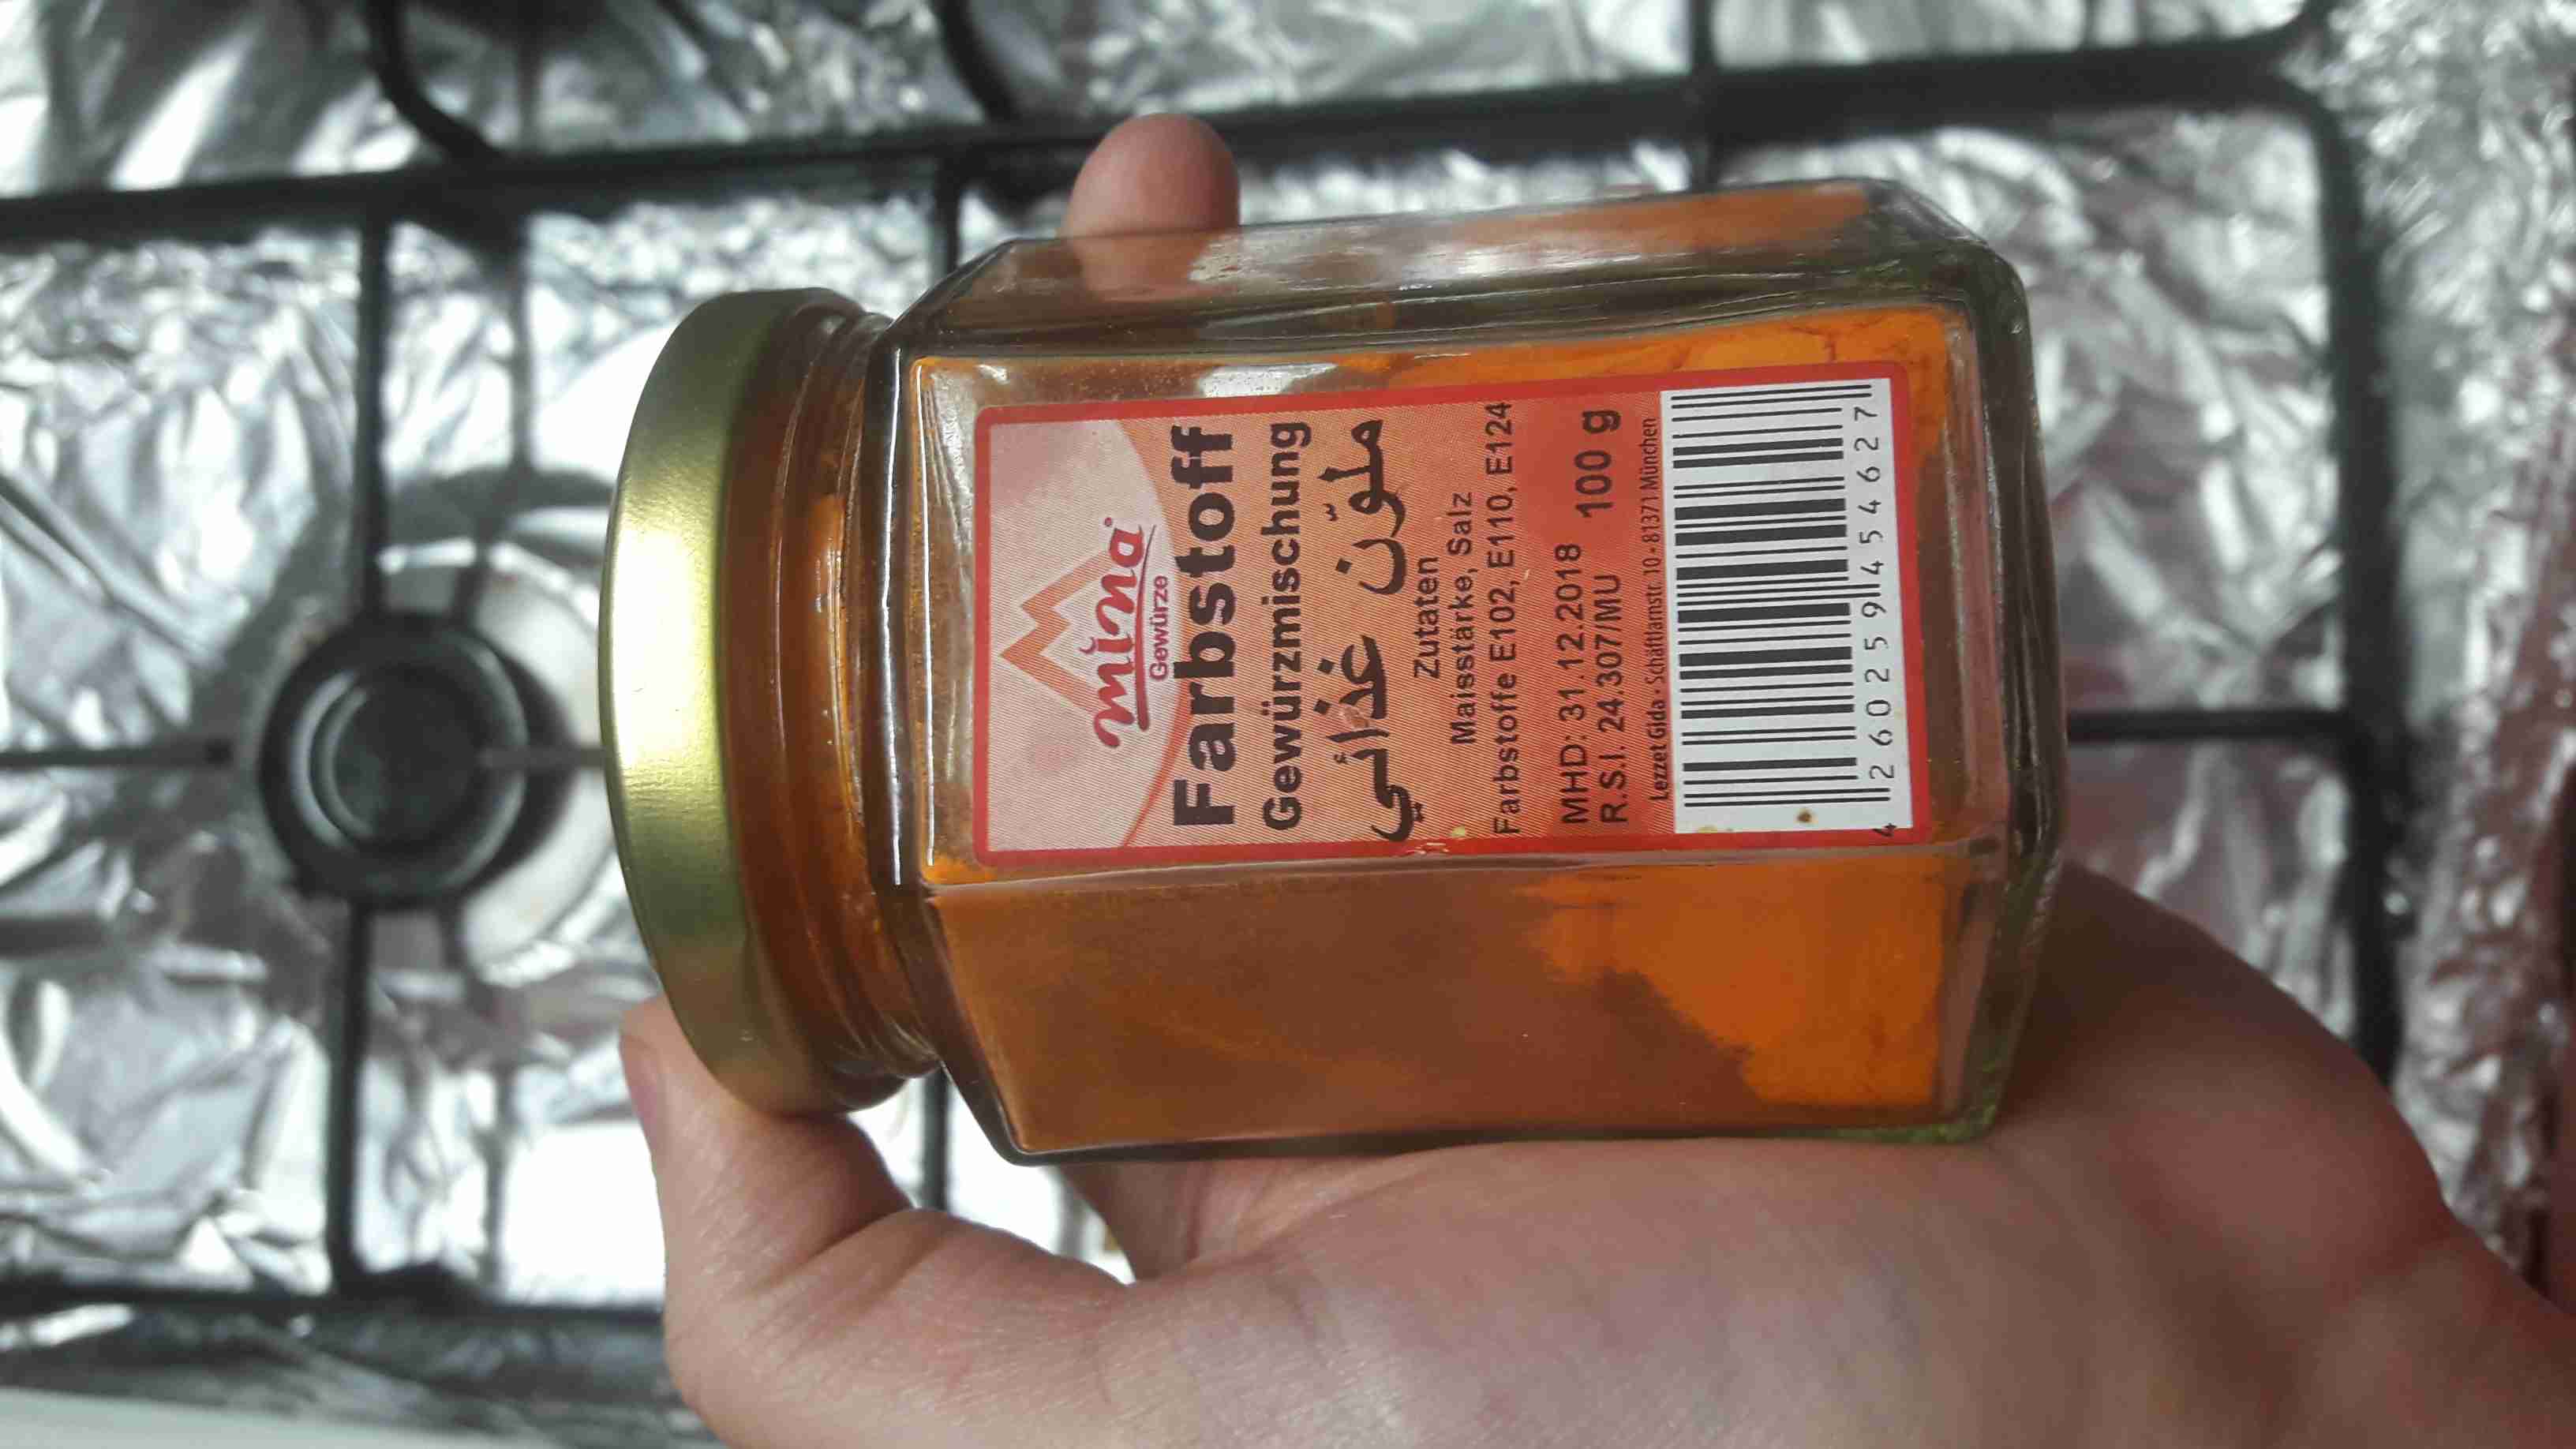 mina
Gewürze
Farbstoff
Gewürzmischung
ملوّن غذائي
Zutaten
Maisstärke, Salz
Farbstoffe E102, E110, E124
MHD: 31.12.2018 100 g
R.S.I. 24.307/MU
Lezzet Gida • Schäftlarnstr. 10 • 81371 München
4 260259 454627